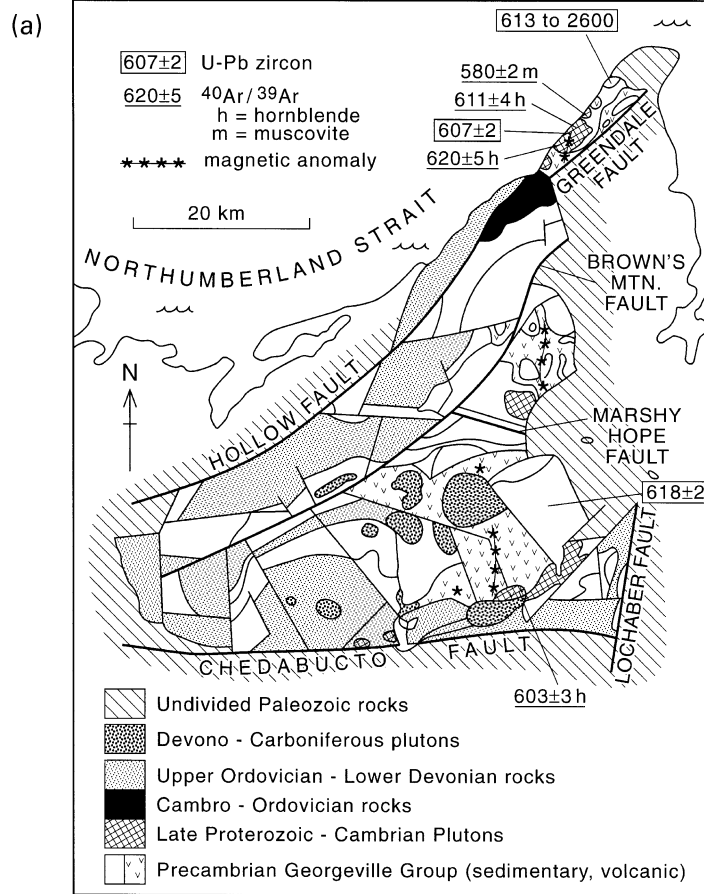 (a)
613 to 2600
607±2 U-Pb zircon
620±5 ⁴⁰Ar/³⁹Ar
h = hornblende
m = muscovite
**** magnetic anomaly
20 km
580±2 m
611±4 h
607±2
620±5 h
GREENDALE
FAULT
NORTHUMBERLAND STRAIT
BROWN'S
MTN.
FAULT
N
HOLLOW FAULT
MARSHY
HOPE
FAULT
618±2
LOCHABER FAULT
CHEDABUCTO FAULT
603±3 h
Undivided Paleozoic rocks
Devono - Carboniferous plutons
Upper Ordovician - Lower Devonian rocks
Cambro - Ordovician rocks
Late Proterozoic - Cambrian Plutons
Precambrian Georgeville Group (sedimentary, volcanic)